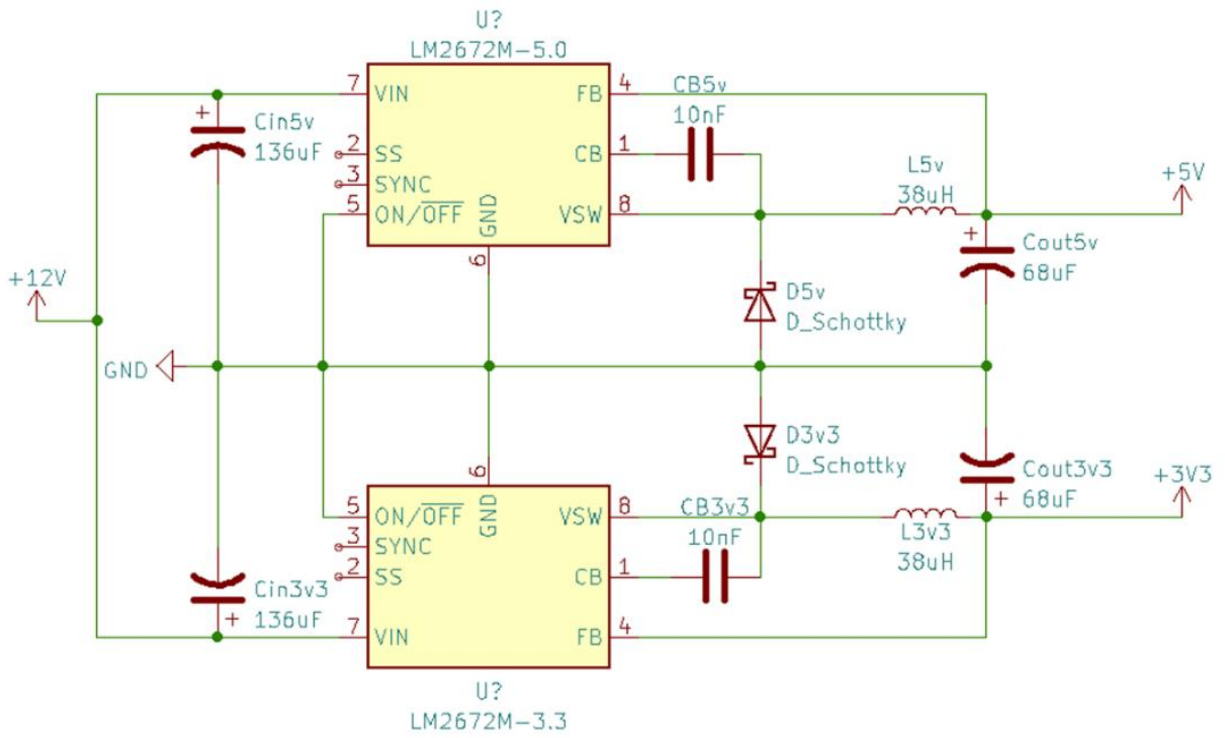 U?
LM2672M-5.0
7 VIN
FB 4
CB5v
10nF
Cin5v
136uF
2 SS
CB 1
3 SYNC
5 ON/OFF
GND
6
VSW 8
L5v
38uH
+5V
Cout5v
68uF
+12V
D5v
D_Schottky
GND
D3v3
D_Schottky
Cout3v3
68uF
+3V3
6
GND
5 ON/OFF
VSW 8
CB3v3
10nF
L3v3
38uH
3 SYNC
2 SS
CB 1
Cin3v3
136uF
7 VIN
FB 4
U?
LM2672M-3.3